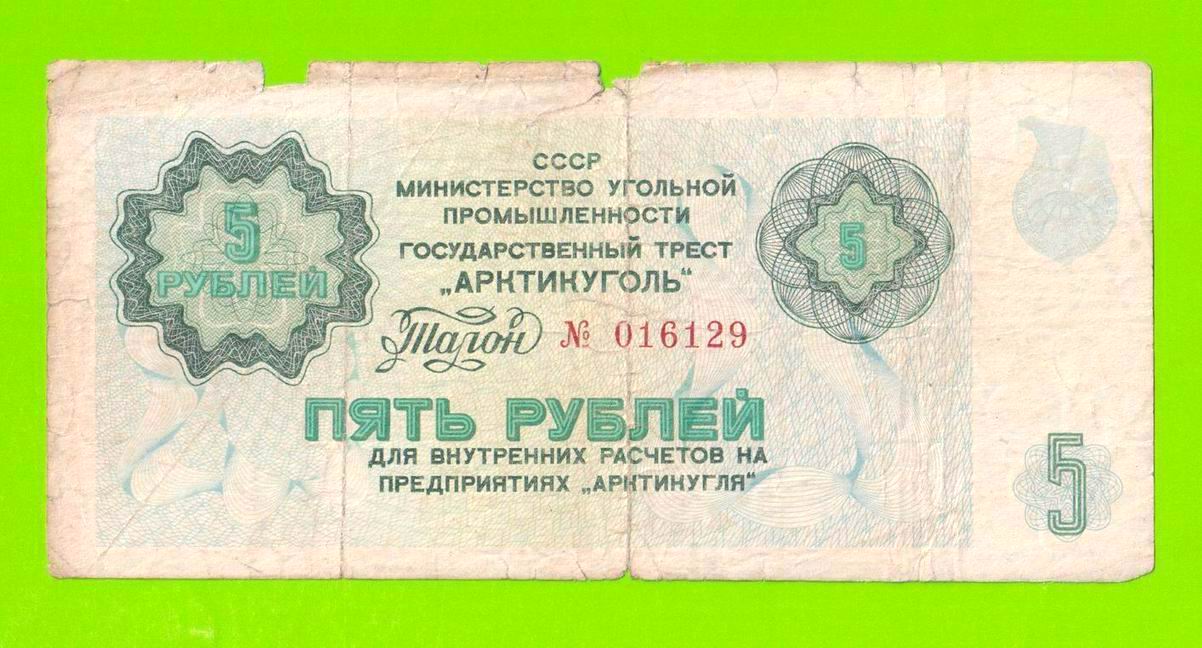 СССР
МИНИСТЕРСТВО УГОЛЬНОЙ
ПРОМЫШЛЕННОСТИ
ГОСУДАРСТВЕННЫЙ ТРЕСТ
„АРКТИКУГОЛЬ“
5
РУБЛЕЙ
5
Талон № 016129
ПЯТЬ РУБЛЕЙ
ДЛЯ ВНУТРЕННИХ РАСЧЕТОВ НА
ПРЕДПРИЯТИЯХ „АРКТИКУГЛЯ“
5